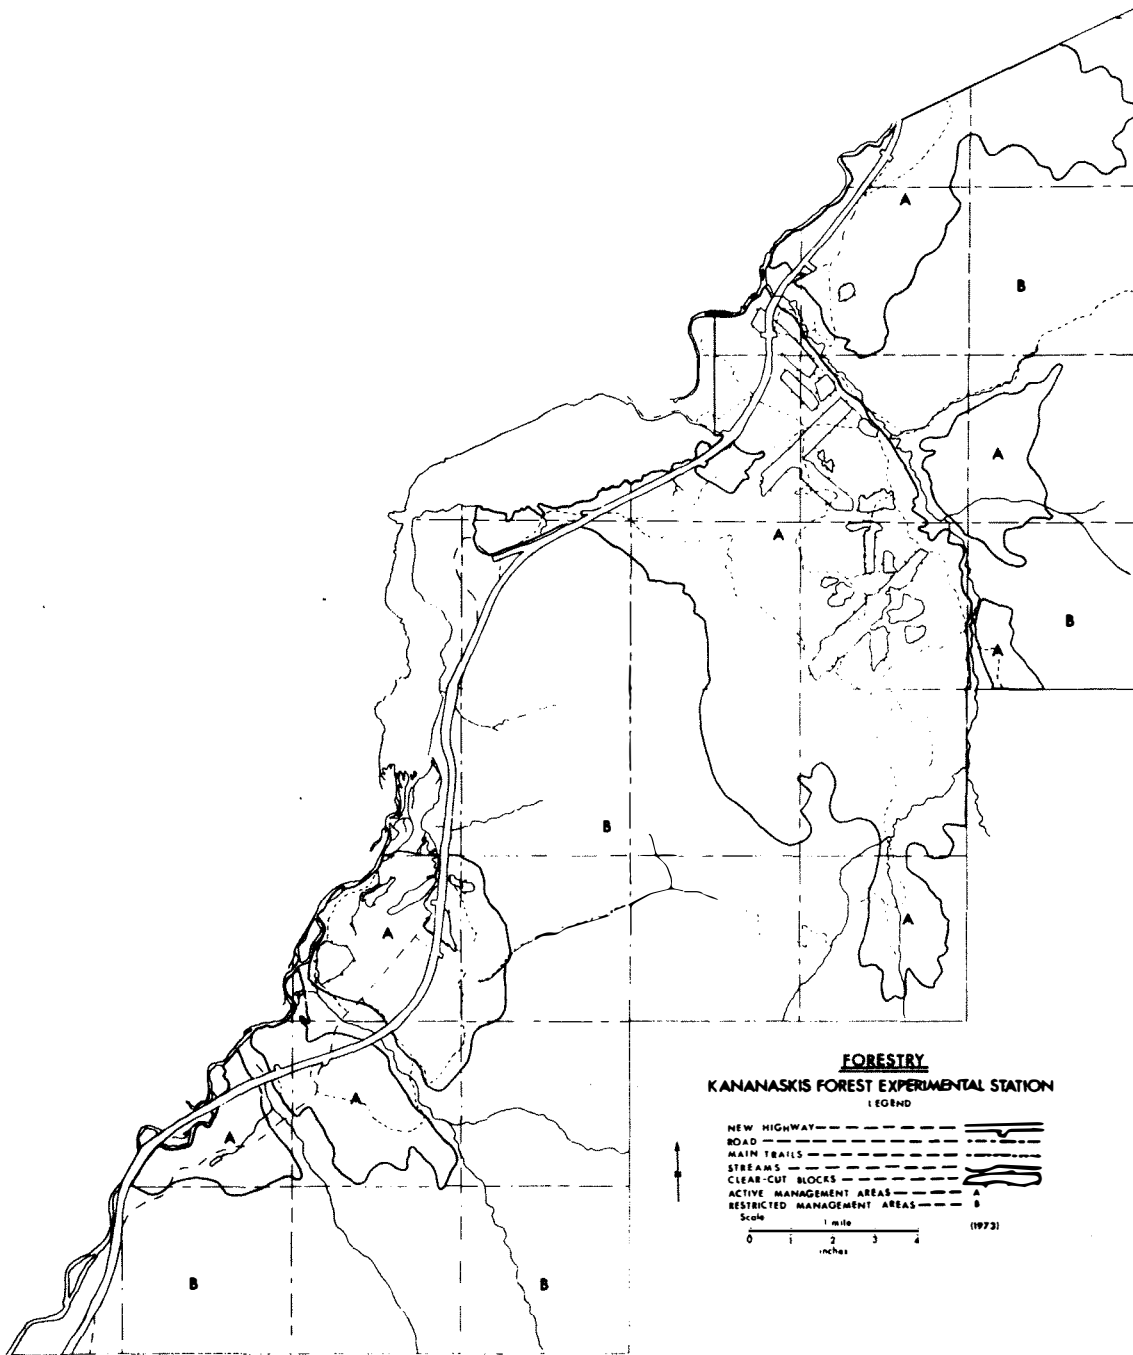 A
B
A
A
B
A
B
A
A
A
A
B
B
FORESTRY
KANANASKIS FOREST EXPERIMENTAL STATION
LEGEND
NEW HIGHWAY
ROAD
MAIN TRAILS
STREAMS
CLEAR-CUT BLOCKS
ACTIVE MANAGEMENT AREAS A
RESTRICTED MANAGEMENT AREAS B
Scale 1 mile (1973)
0 1 2 3 4
inches